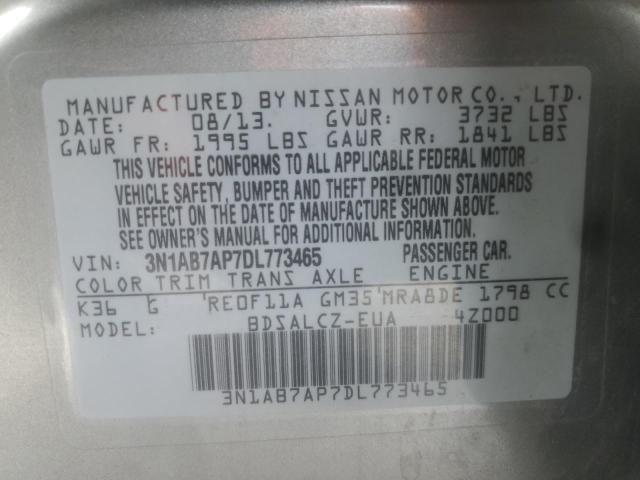 MANUFACTURED BY NISSAN MOTOR CO., LTD.
DATE: 08/13. GVWR: 3732 LBS
GAWR FR: 1995 LBS GAWR RR: 1841 LBS
THIS VEHICLE CONFORMS TO ALL APPLICABLE FEDERAL MOTOR
VEHICLE SAFETY, BUMPER AND THEFT PREVENTION STANDARDS
IN EFFECT ON THE DATE OF MANUFACTURE SHOWN ABOVE.
SEE OWNER'S MANUAL FOR ADDITIONAL INFORMATION.
VIN: 3N1AB7AP7DL773465 PASSENGER CAR.
COLOR TRIM TRANS AXLE ENGINE
K36 G 'RE0F11A GM35'MRA8DE 1798 CC
MODEL: BDSALCZ-EUA 4Z000
3N1AB7AP7DL773465